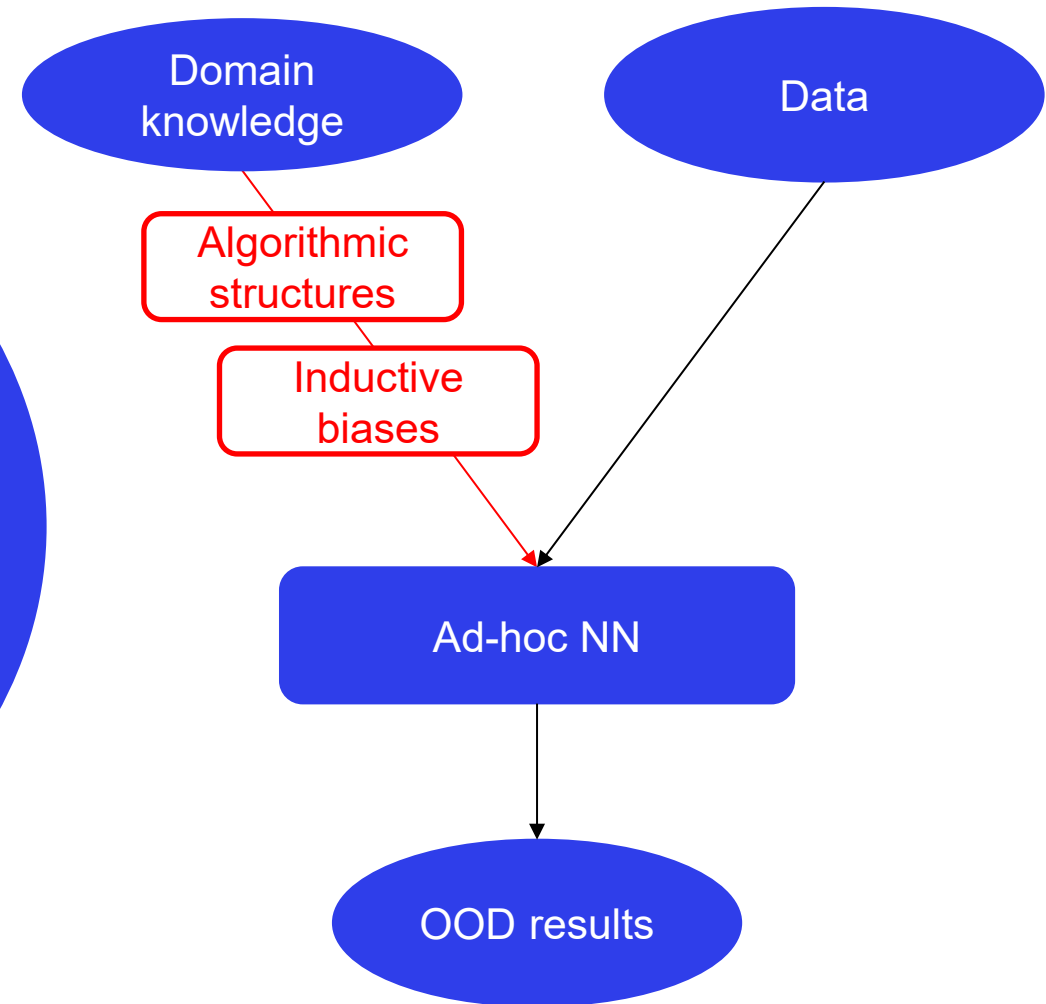 Domain
knowledge
Data
Algorithmic
structures
Inductive
biases
Ad-hoc NN
OOD results